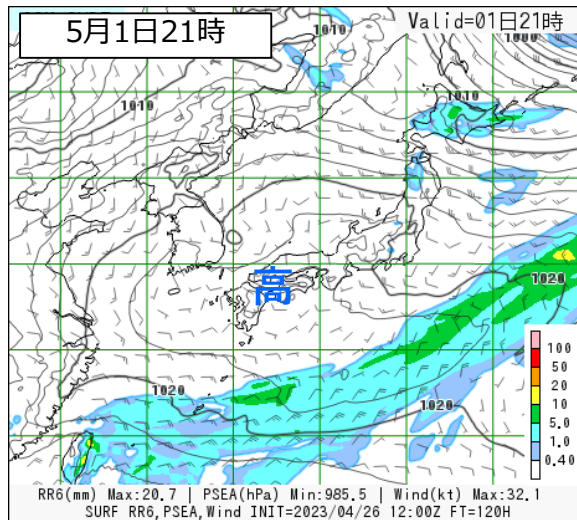 5月1日21時
Valid=01日21時
1010
1000
1010
1010
高
1020
1020
1020
100
50
20
10
5.0
1.0
0.40
RR6(mm) Max:20.7 | PSEA(hPa) Min:985.5 | Wind(kt) Max:32.1
SURF RR6,PSEA,Wind INIT=2023/04/26 12:00Z FT=120H